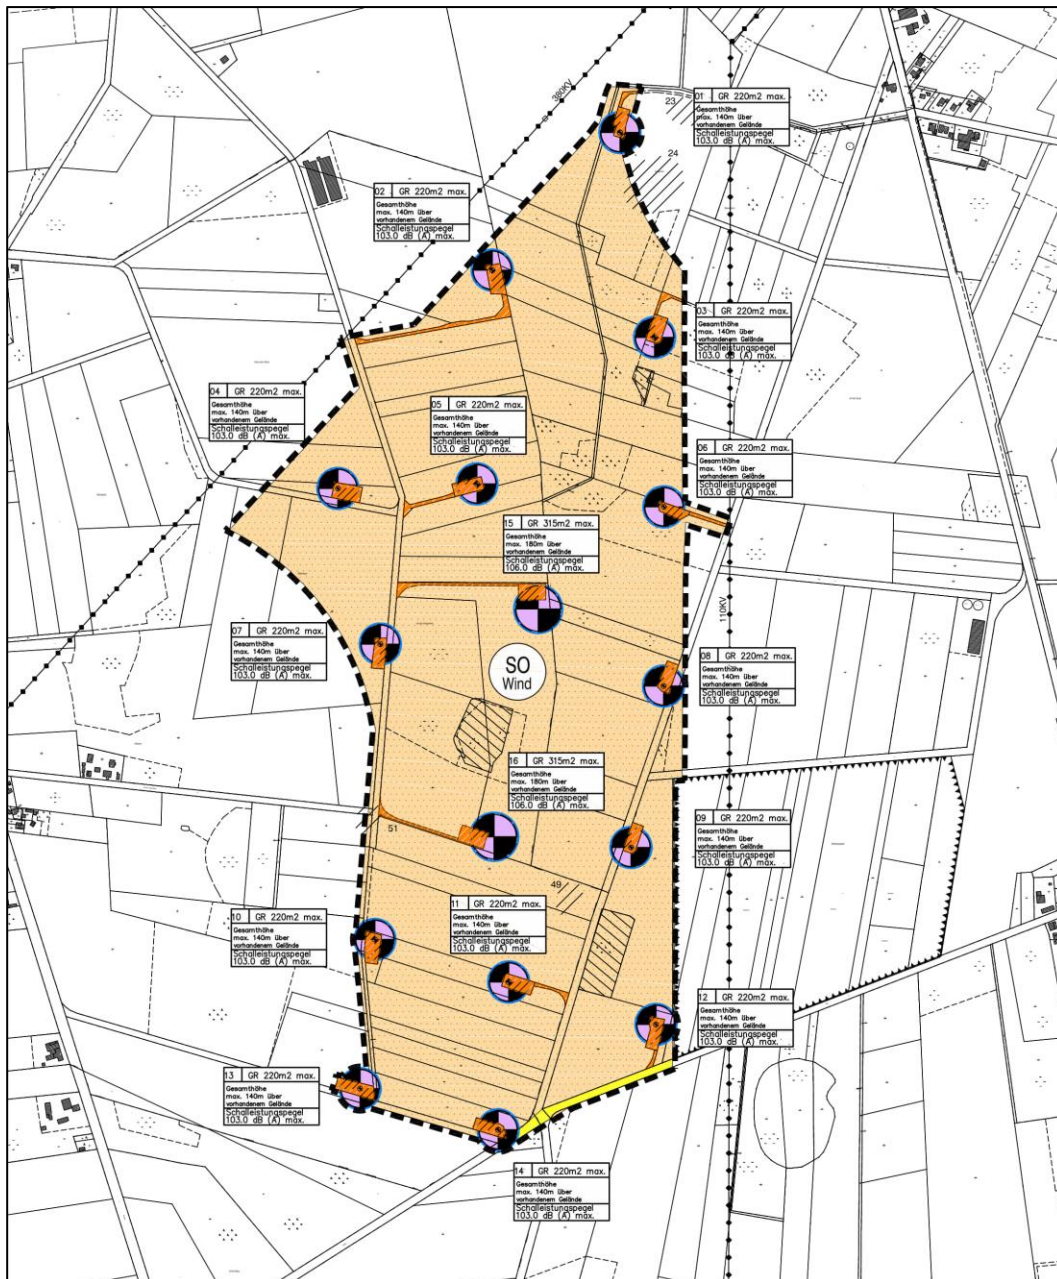 380KV
23
01 GR 220m2 max.
Gesamthöhe
max. 140m über
vorhandenem Gelände
Schalleistungspegel
103.0 dB (A) max.
24
02 GR 220m2 max.
Gesamthöhe
max. 140m über
vorhandenem Gelände
Schalleistungspegel
103.0 dB (A) max.
03 GR 220m2 max.
Gesamthöhe
max. 140m über
vorhandenem Gelände
Schalleistungspegel
103.0 dB (A) max.
04 GR 220m2 max.
Gesamthöhe
max. 140m über
vorhandenem Gelände
Schalleistungspegel
103.0 dB (A) max.
05 GR 220m2 max.
Gesamthöhe
max. 140m über
vorhandenem Gelände
Schalleistungspegel
103.0 dB (A) max.
06 GR 220m2 max.
Gesamthöhe
max. 140m über
vorhandenem Gelände
Schalleistungspegel
103.0 dB (A) max.
15 GR 315m2 max.
Gesamthöhe
max. 180m über
vorhandenem Gelände
Schalleistungspegel
106.0 dB (A) max.
110KV
07 GR 220m2 max.
Gesamthöhe
max. 140m über
vorhandenem Gelände
Schalleistungspegel
103.0 dB (A) max.
SO
Wind
08 GR 220m2 max.
Gesamthöhe
max. 140m über
vorhandenem Gelände
Schalleistungspegel
103.0 dB (A) max.
16 GR 315m2 max.
Gesamthöhe
max. 180m über
vorhandenem Gelände
Schalleistungspegel
106.0 dB (A) max.
51
09 GR 220m2 max.
Gesamthöhe
max. 140m über
vorhandenem Gelände
Schalleistungspegel
103.0 dB (A) max.
49
10 GR 220m2 max.
Gesamthöhe
max. 140m über
vorhandenem Gelände
Schalleistungspegel
103.0 dB (A) max.
11 GR 220m2 max.
Gesamthöhe
max. 140m über
vorhandenem Gelände
Schalleistungspegel
103.0 dB (A) max.
12 GR 220m2 max.
Gesamthöhe
max. 140m über
vorhandenem Gelände
Schalleistungspegel
103.0 dB (A) max.
13 GR 220m2 max.
Gesamthöhe
max. 140m über
vorhandenem Gelände
Schalleistungspegel
103.0 dB (A) max.
14 GR 220m2 max.
Gesamthöhe
max. 140m über
vorhandenem Gelände
Schalleistungspegel
103.0 dB (A) max.